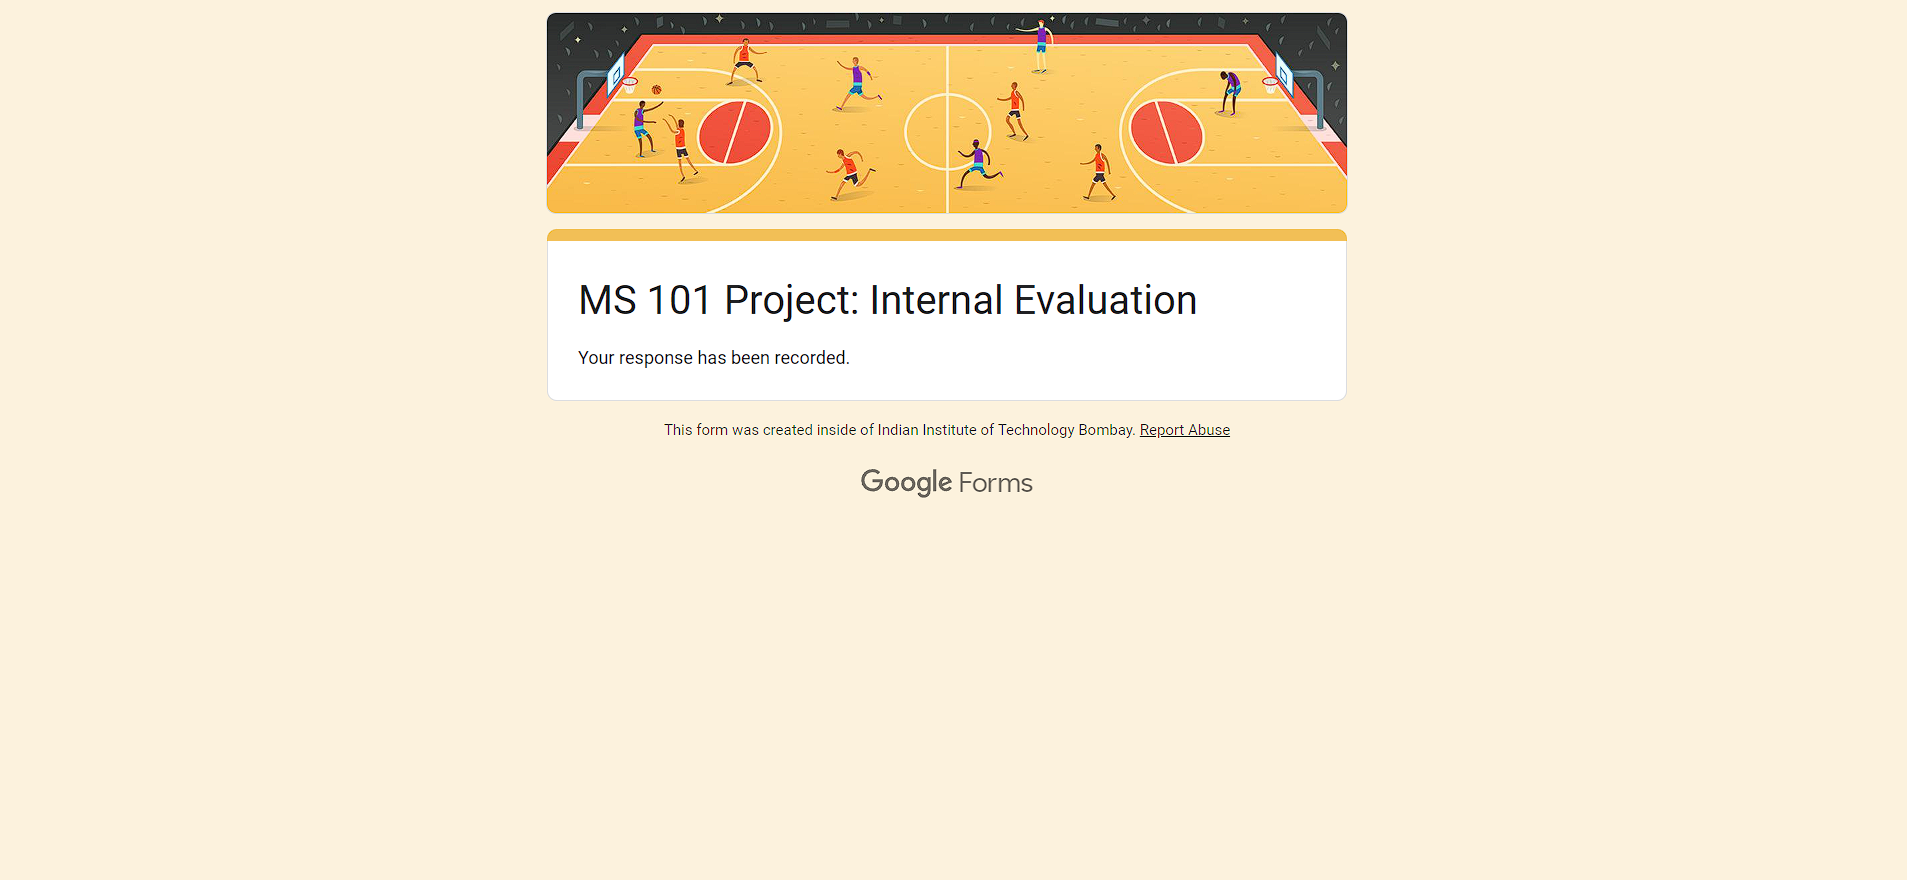 MS 101 Project: Internal Evaluation
Your response has been recorded.
This form was created inside of Indian Institute of Technology Bombay. Report Abuse
Google Forms